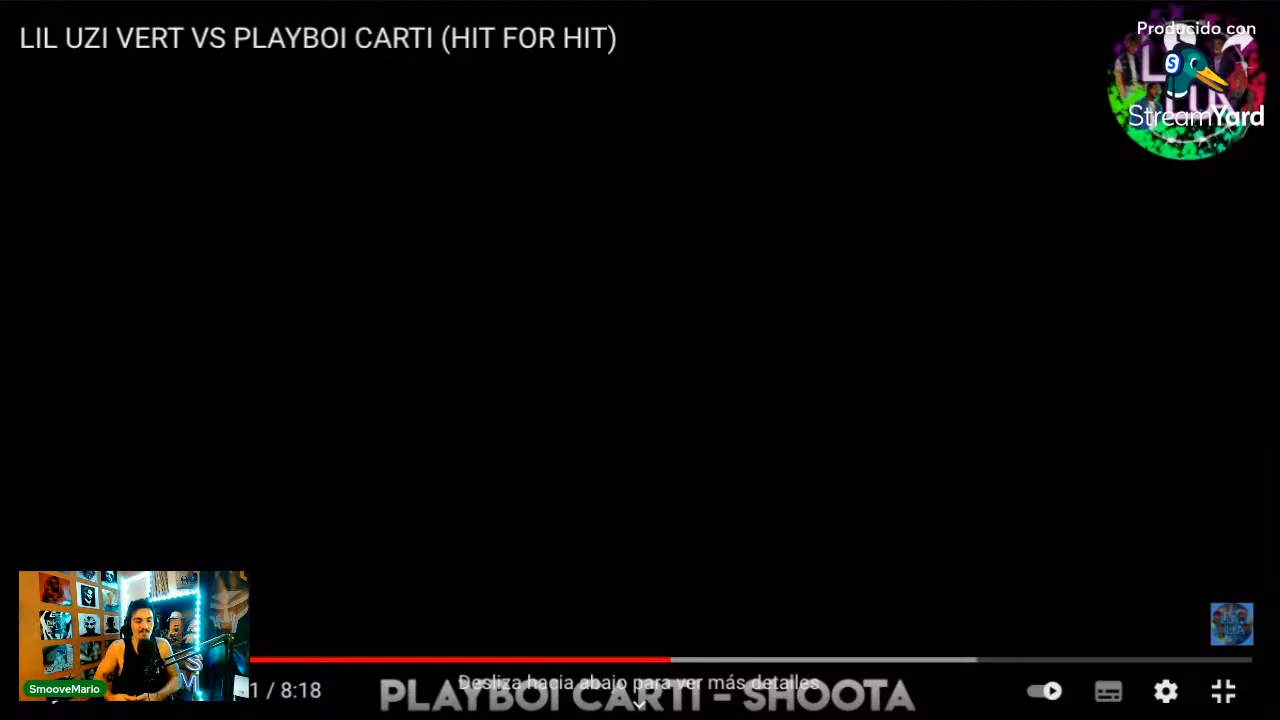 LIL UZI VERT VS PLAYBOI CARTI (HIT FOR HIT)
Producido con
StreamYard
SmooveMario
1 / 8:18
Desliza hacia abajo para ver más detalles
PLAYBOI CARTI - SHOOTA